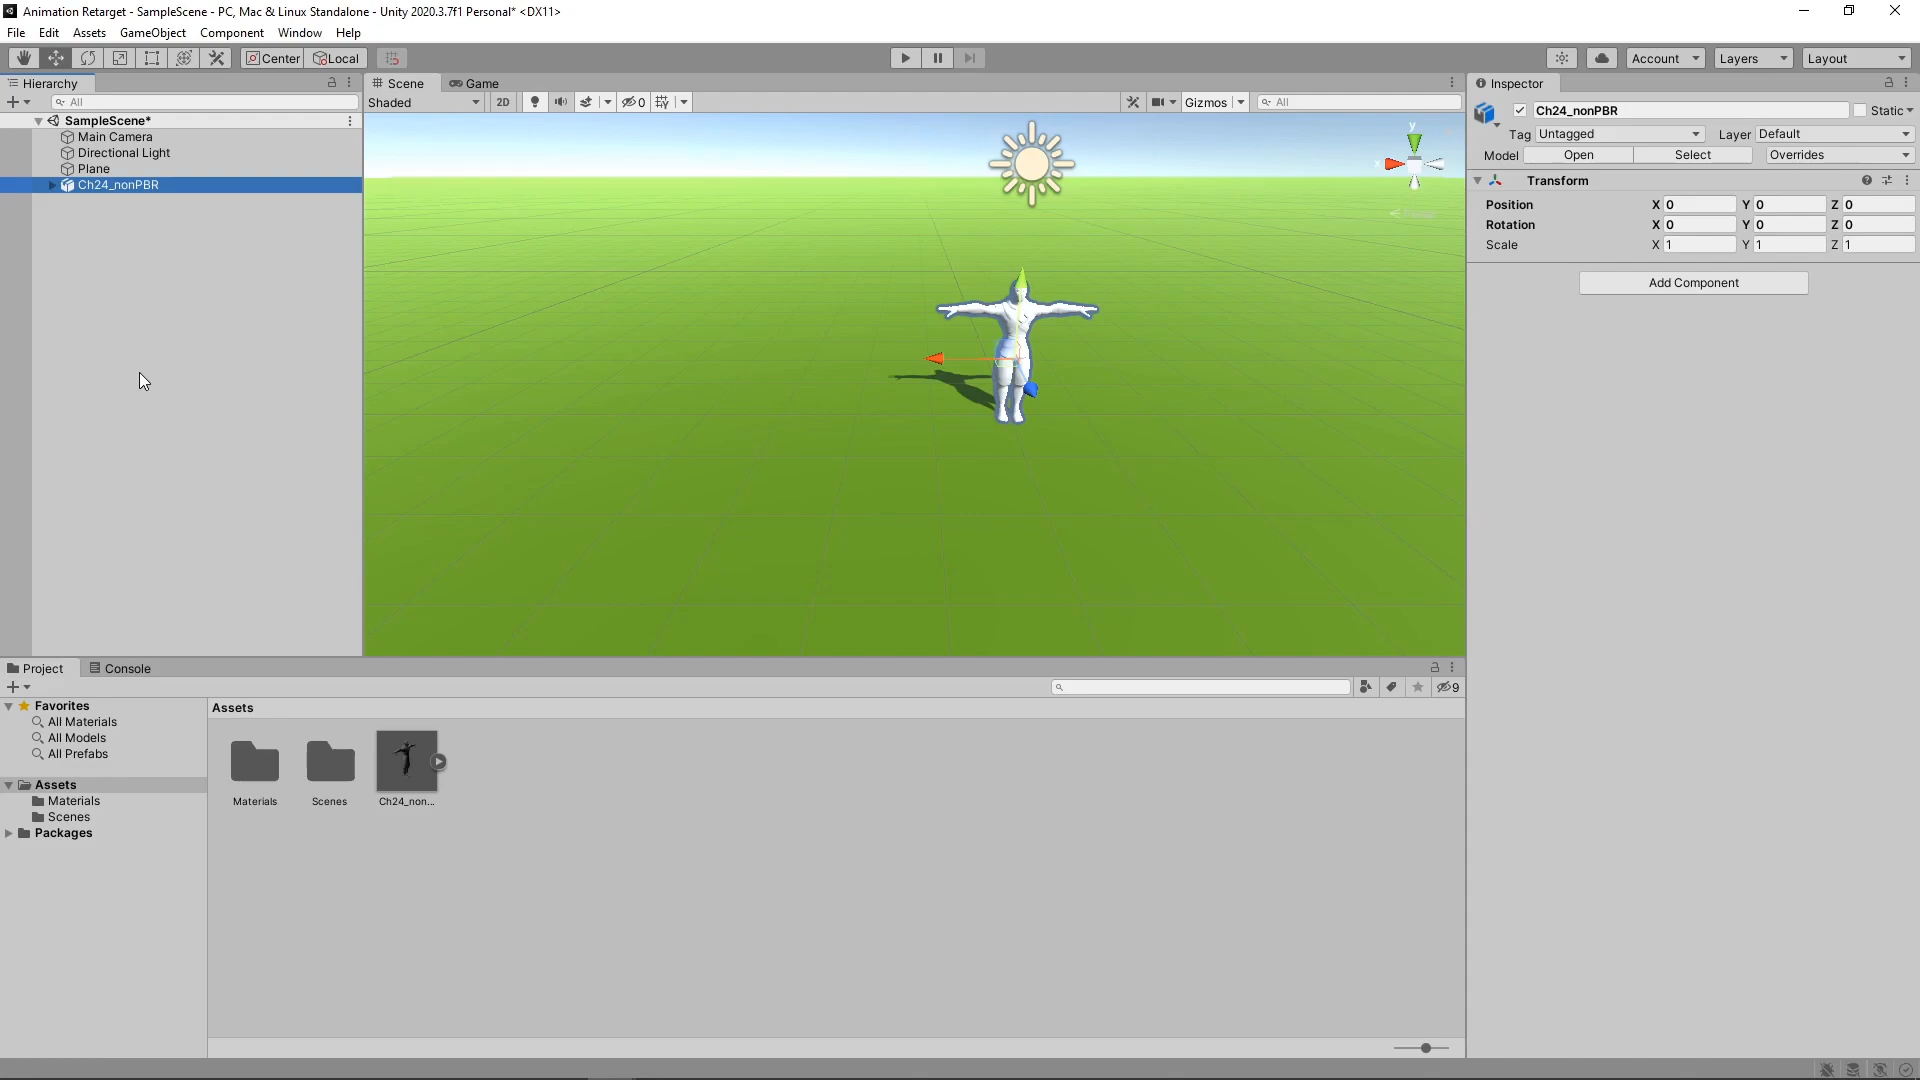 Animation Retarget - SampleScene - PC, Mac & Linux Standalone - Unity 2020.3.7f1 Personal* <DX11>
File Edit Assets GameObject Component Window Help
Center Local Account Layers Layout
Hierarchy
All
SampleScene*
Main Camera
Directional Light
Plane
Ch24_nonPBR
Scene Game
Shaded 2D 0 Gizmos All
y
x
Inspector
Ch24_nonPBR Static
Tag Untagged Layer Default
Model Open Select Overrides
Transform
Position X 0 Y 0 Z 0
Rotation X 0 Y 0 Z 0
Scale X 1 Y 1 Z 1
Add Component
Project Console
9
Favorites
All Materials
All Models
All Prefabs
Assets
Materials
Scenes
Packages
Assets
Materials Scenes Ch24_non...